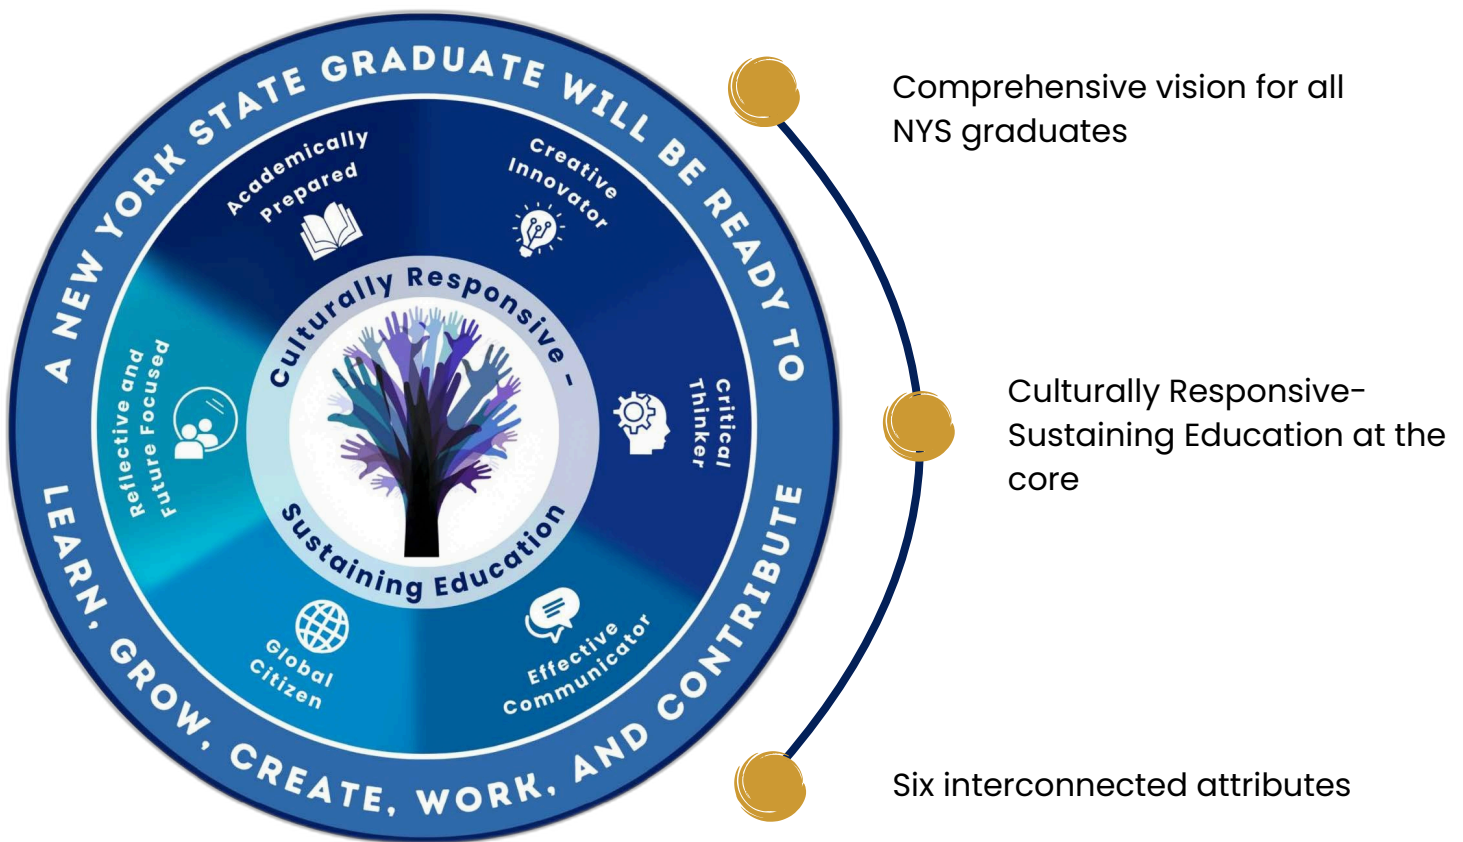 A NEW YORK STATE GRADUATE WILL BE READY TO
LEARN, GROW, CREATE, WORK, AND CONTRIBUTE
Academically
Prepared
Creative
Innovator
Critical
Thinker
Effective
Communicator
Global
Citizen
Reflective and
Future Focused
Culturally Responsive -
Sustaining Education
Comprehensive vision for all
NYS graduates
Culturally Responsive-
Sustaining Education at the
core
Six interconnected attributes